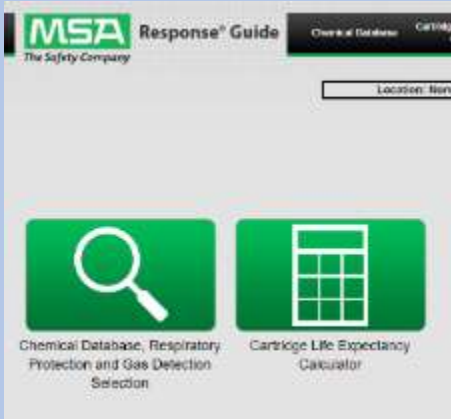 MSA
The Safety Company
Response® Guide
Chemical Database
Location:
Chemical Database, Respiratory
Protection and Gas Detection
Selection
Cartridge Life Expectancy
Calculator